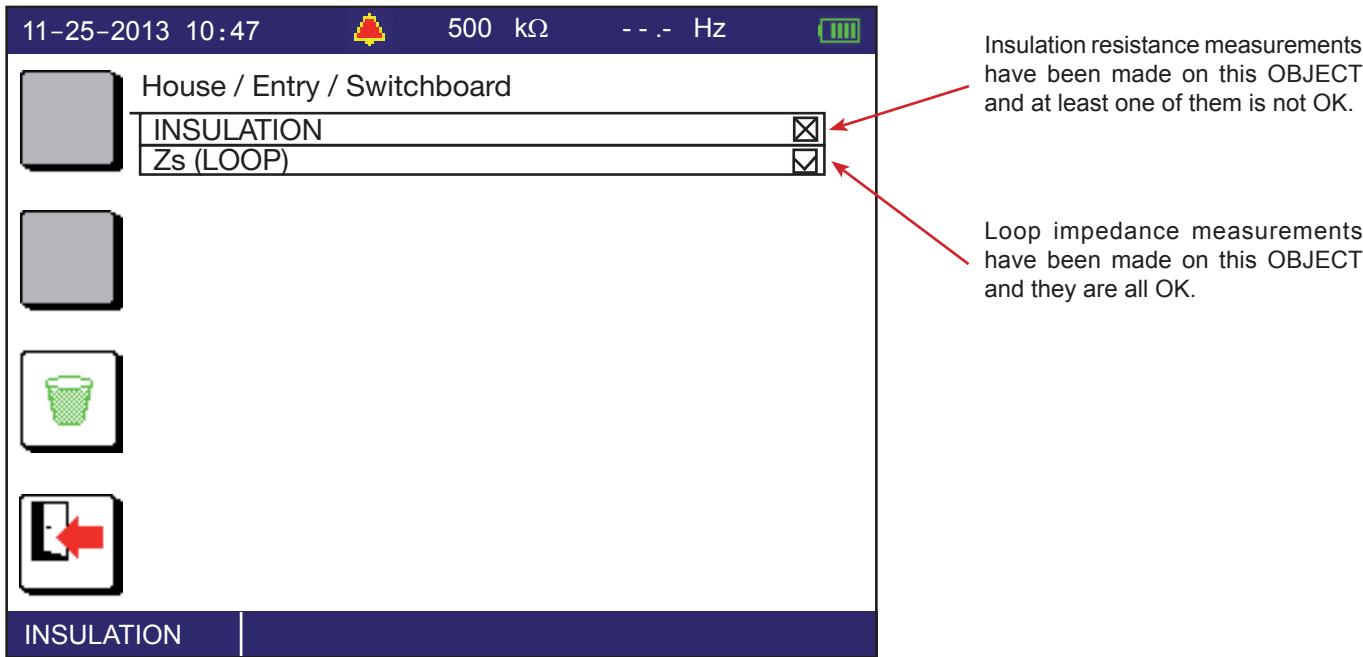 11-25-2013 10:47 500 kΩ - - .- Hz
House / Entry / Switchboard
INSULATION
Zs (LOOP)
INSULATION
Insulation resistance measurements
have been made on this OBJECT
and at least one of them is not OK.
Loop impedance measurements
have been made on this OBJECT
and they are all OK.